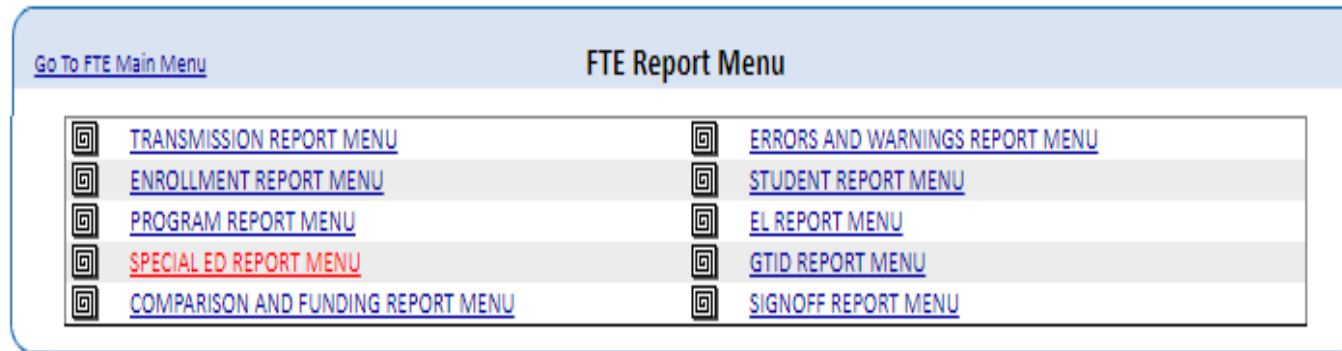 Go To FTE Main Menu
FTE Report Menu
TRANSMISSION REPORT MENU
ERRORS AND WARNINGS REPORT MENU
ENROLLMENT REPORT MENU
STUDENT REPORT MENU
PROGRAM REPORT MENU
EL REPORT MENU
SPECIAL ED REPORT MENU
GTID REPORT MENU
COMPARISON AND FUNDING REPORT MENU
SIGNOFF REPORT MENU